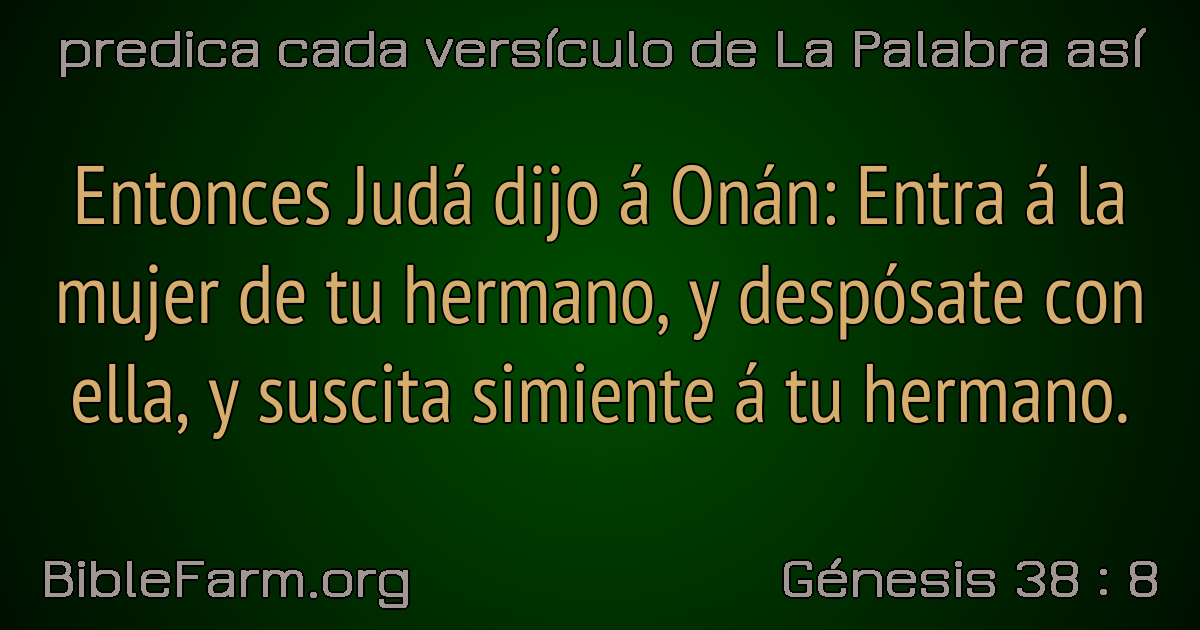 predica cada versículo de La Palabra así
Entonces Judá dijo á Onán: Entra á la
mujer de tu hermano, y despósate con
ella, y suscita simiente á tu hermano.
BibleFarm.org
Génesis 38 : 8